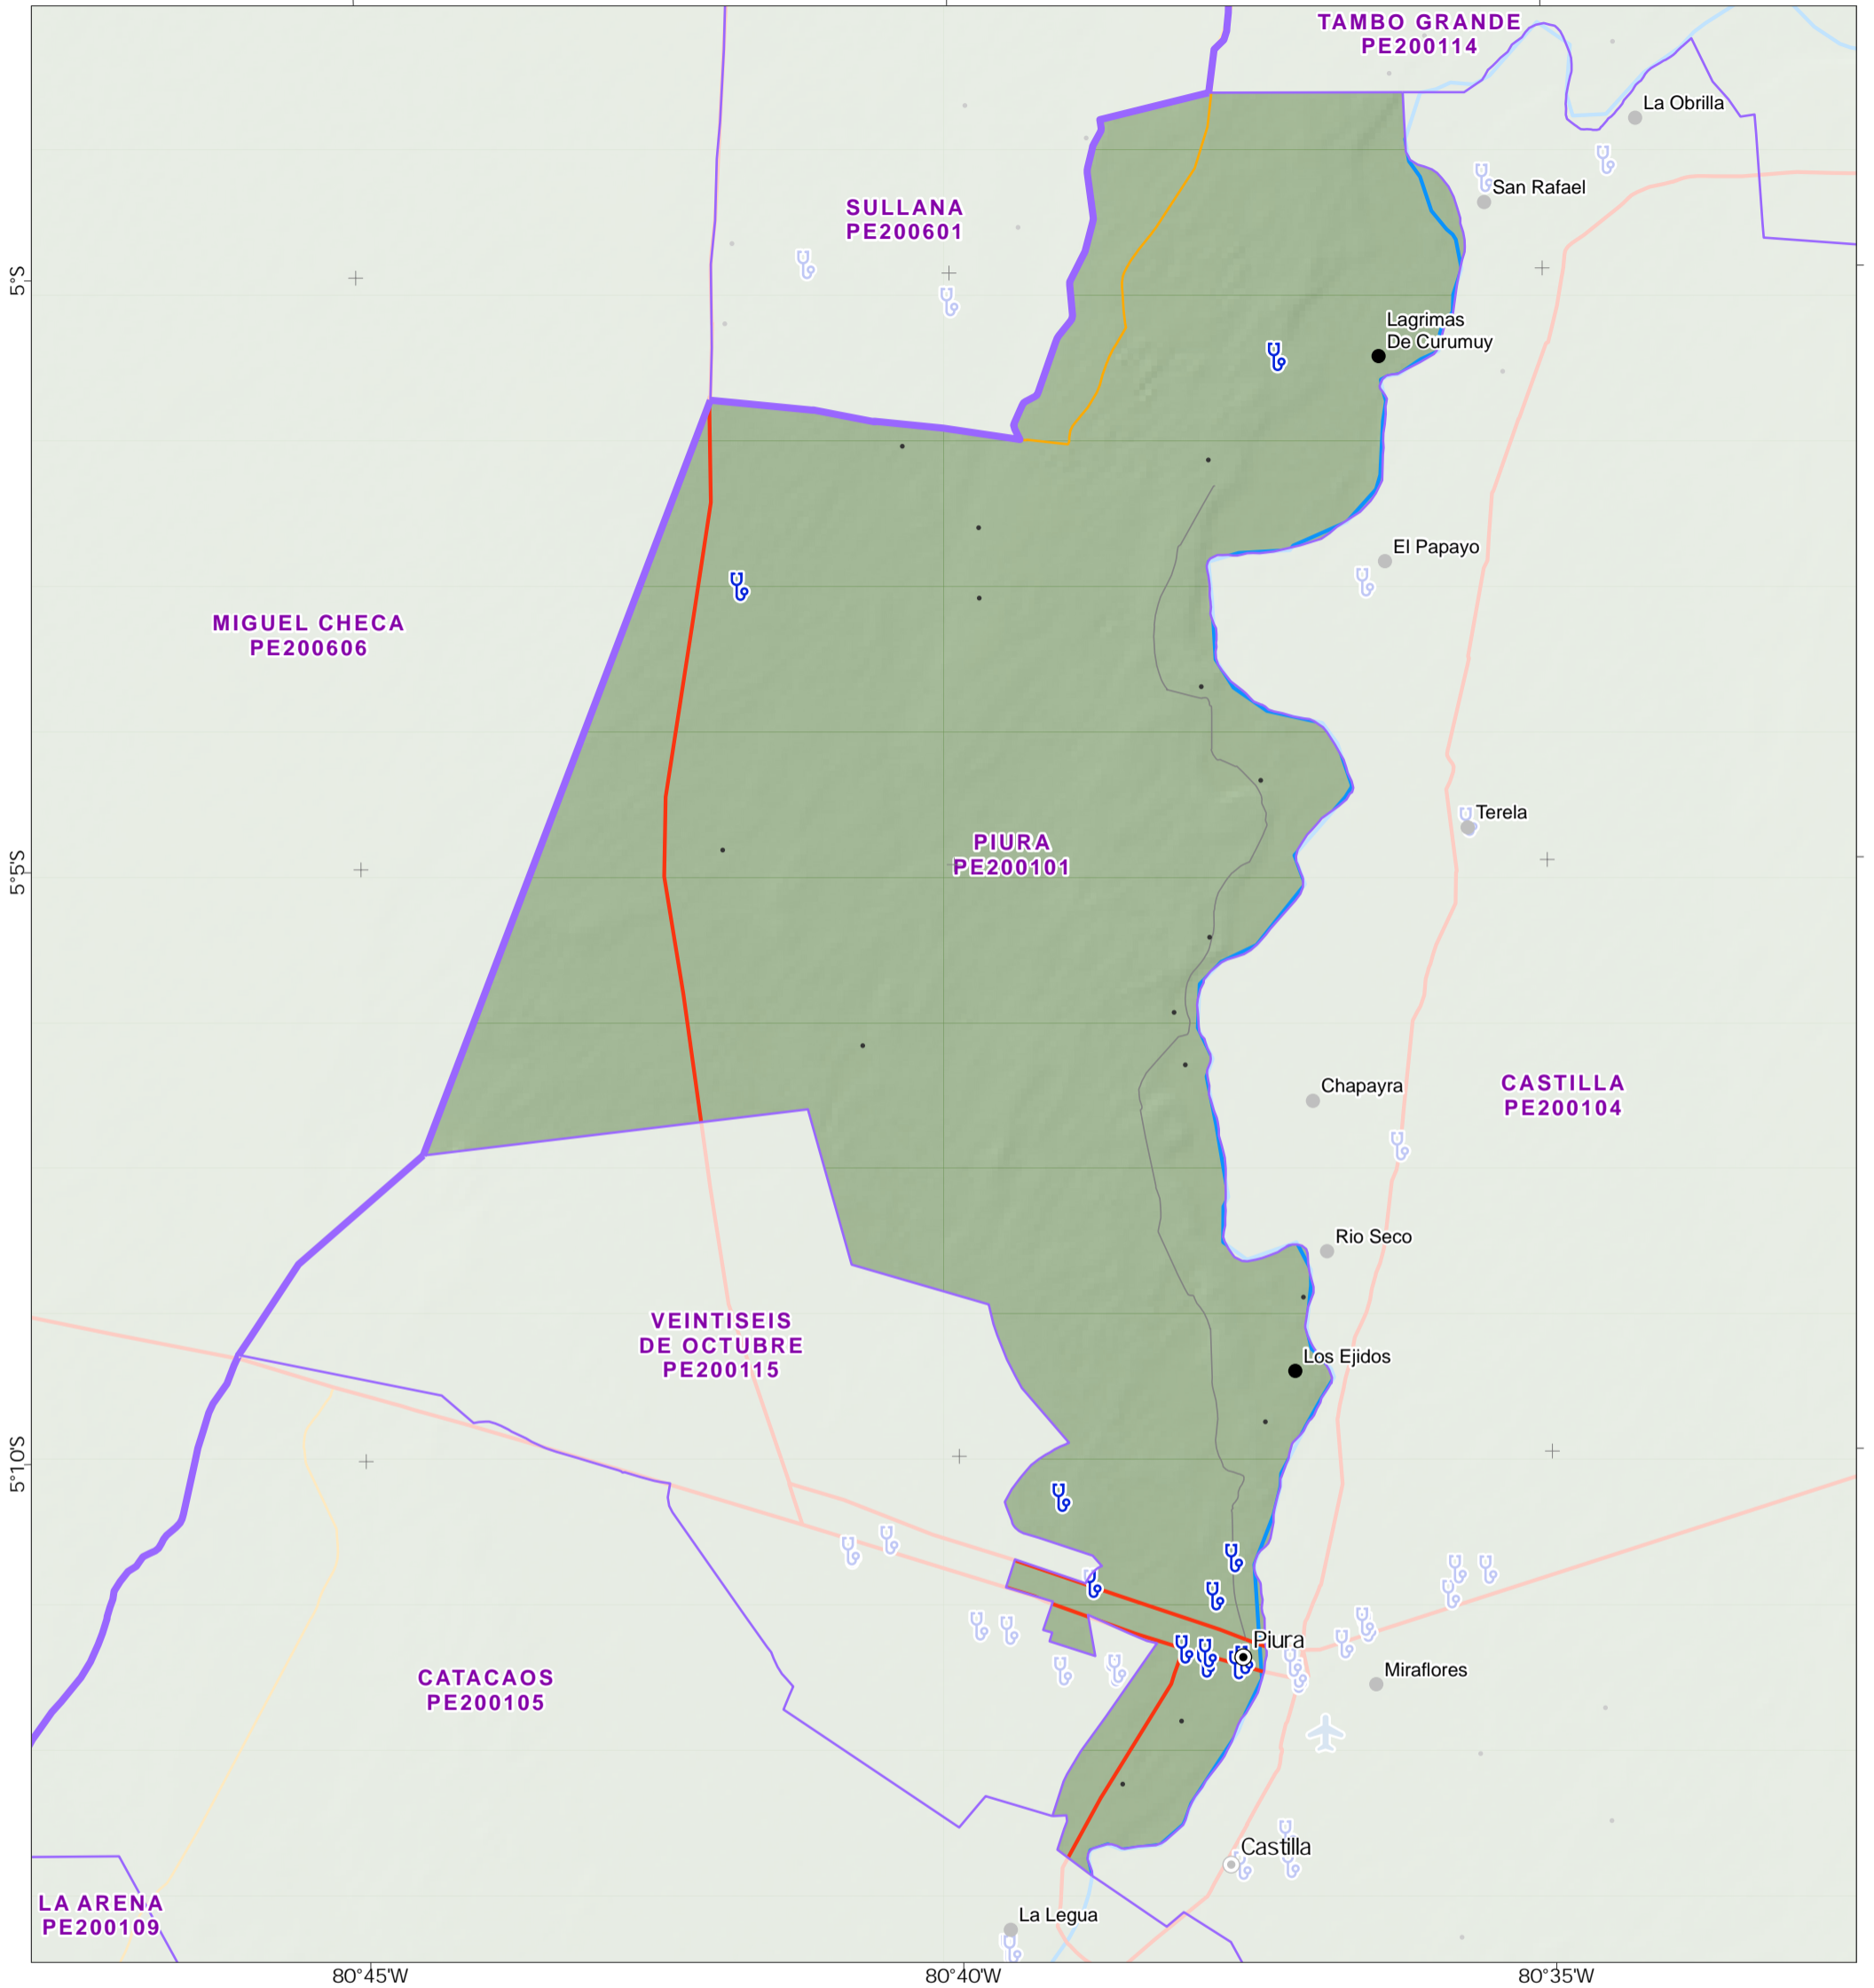 TAMBO GRANDE
PE200114
La Obrilla
San Rafael
SULLANA
PE200601
5°S
Lagrimas
De Curumuy
El Papayo
MIGUEL CHECA
PE200606
Terela
PIURA
PE200101
5°5'S
Chapayra
CASTILLA
PE200104
Rio Seco
VEINTISEIS
DE OCTUBRE
PE200115
Los Ejidos
5°10'S
Piura
Miraflores
CATACAOS
PE200105
Castilla
LA ARENA
PE200109
La Legua
80°45'W
80°40'W
80°35'W